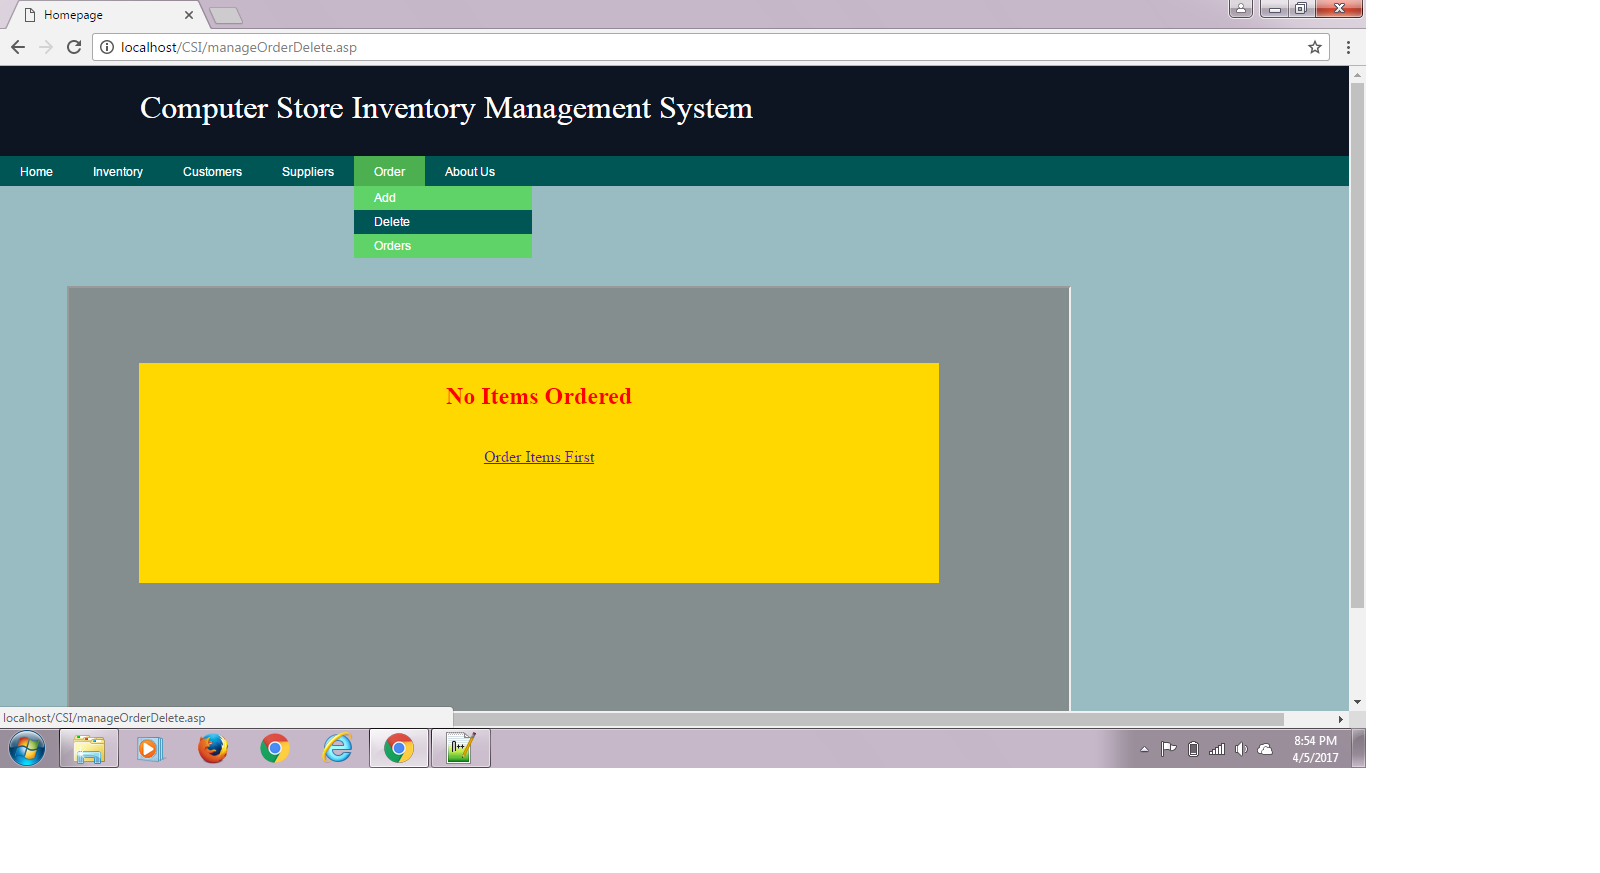 Homepage
localhost/CSI/manageOrderDelete.asp
Computer Store Inventory Management System
Home Inventory Customers Suppliers Order About Us
Add
Delete
Orders
No Items Ordered
Order Items First
localhost/CSI/manageOrderDelete.asp
8:54 PM
4/5/2017